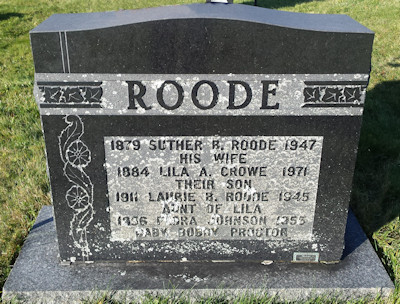 ROODE
1879 SUTHER B. ROODE 1947
HIS WIFE
1884 LILA A. CROWE 1971
THEIR SON
1911 LAURIE B. ROODE 1945
AUNT OF LILA
JOHNSON
BABY BOBBY PROCTOR